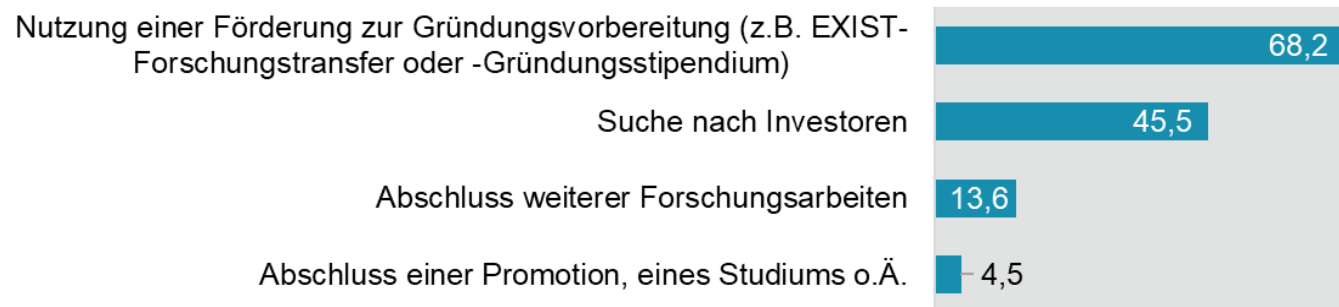 Nutzung einer Förderung zur Gründungsvorbereitung (z.B. EXIST-
Forschungstransfer oder -Gründungsstipendium)
68,2
Suche nach Investoren
45,5
Abschluss weiterer Forschungsarbeiten
13,6
Abschluss einer Promotion, eines Studiums o.Ä.
4,5